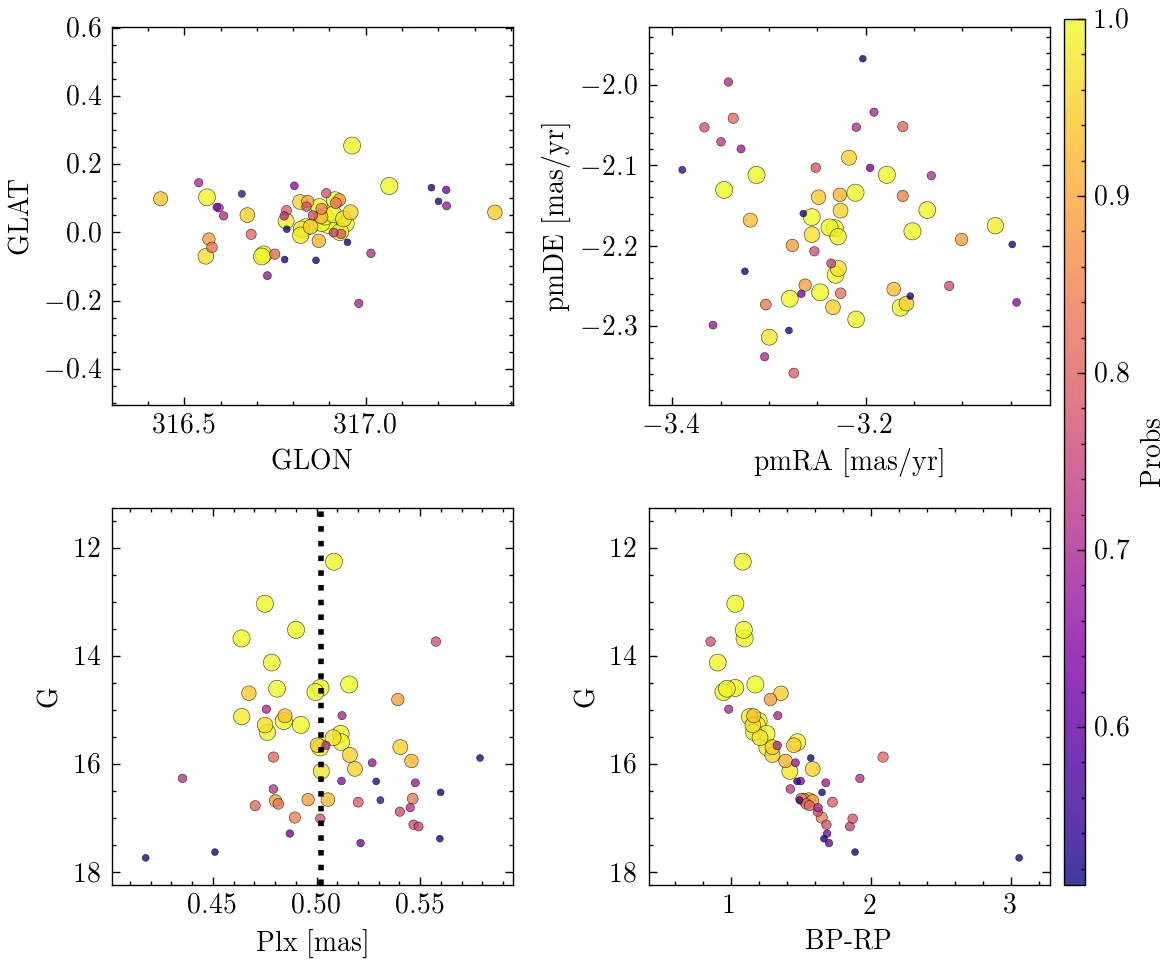 0.6
0.4
0.2
0.0
−0.2
−0.4
GLAT
316.5 317.0
GLON
−2.0
−2.1
−2.2
−2.3
pmDE [mas/yr]
−3.4 −3.2
pmRA [mas/yr]
1.0
0.9
0.8
0.7
0.6
Probs
12
14
16
18
G
0.45 0.50 0.55
Plx [mas]
12
14
16
18
G
1 2 3
BP-RP